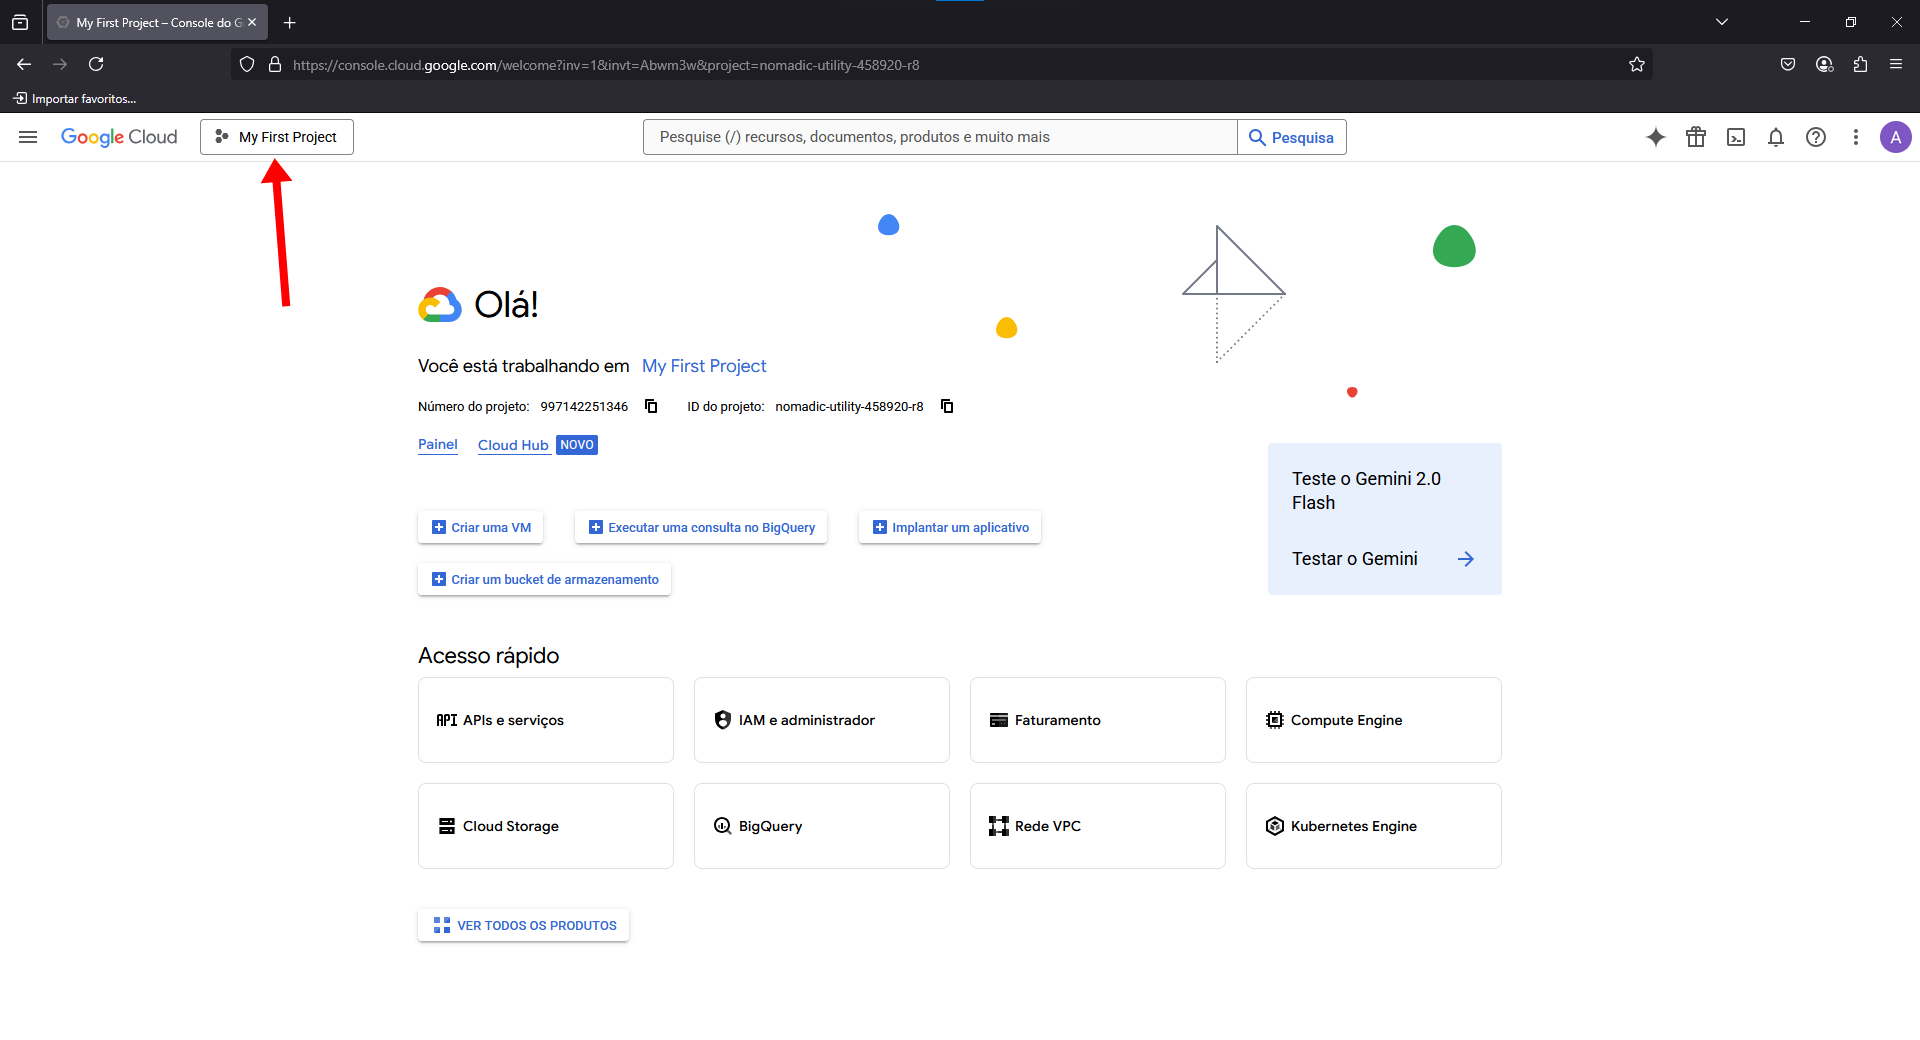 My First Project – Console do G
https://console.cloud.google.com/welcome?inv=1&invt=Abwm3w&project=nomadic-utility-458920-r8
Importar favoritos...
Google Cloud
My First Project
Pesquise (/) recursos, documentos, produtos e muito mais
Pesquisa
A
Olá!
Você está trabalhando em My First Project
Número do projeto: 997142251346 ID do projeto: nomadic-utility-458920-r8
Painel Cloud Hub NOVO
Teste o Gemini 2.0
Flash
Testar o Gemini
Criar uma VM Executar uma consulta no BigQuery Implantar um aplicativo
Criar um bucket de armazenamento
Acesso rápido
API APIs e serviços IAM e administrador Faturamento Compute Engine
Cloud Storage BigQuery Rede VPC Kubernetes Engine
VER TODOS OS PRODUTOS